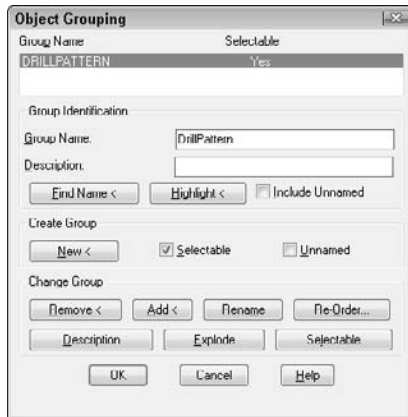 Object Grouping
Group Name Selectable
DRILLPATTERN Yes
Group Identification
Group Name: DrillPattern
Description:
Find Name < Highlight < Include Unnamed
Create Group
New < Selectable Unnamed
Change Group
Remove < Add < Rename Re-Order...
Description Explode Selectable
OK Cancel Help